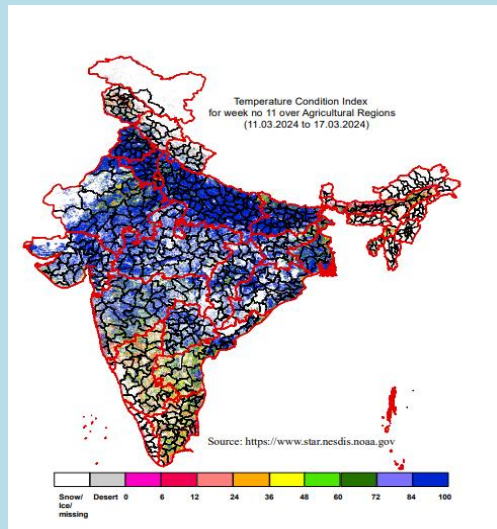 Temperature Condition Index
for week no 11 over Agricultural Regions
(11.03.2024 to 17.03.2024)
Source: https://www.star.nesdis.noaa.gov
Snow/ Desert 0 6 12 24 36 48 60 72 84 100
Ice/
missing